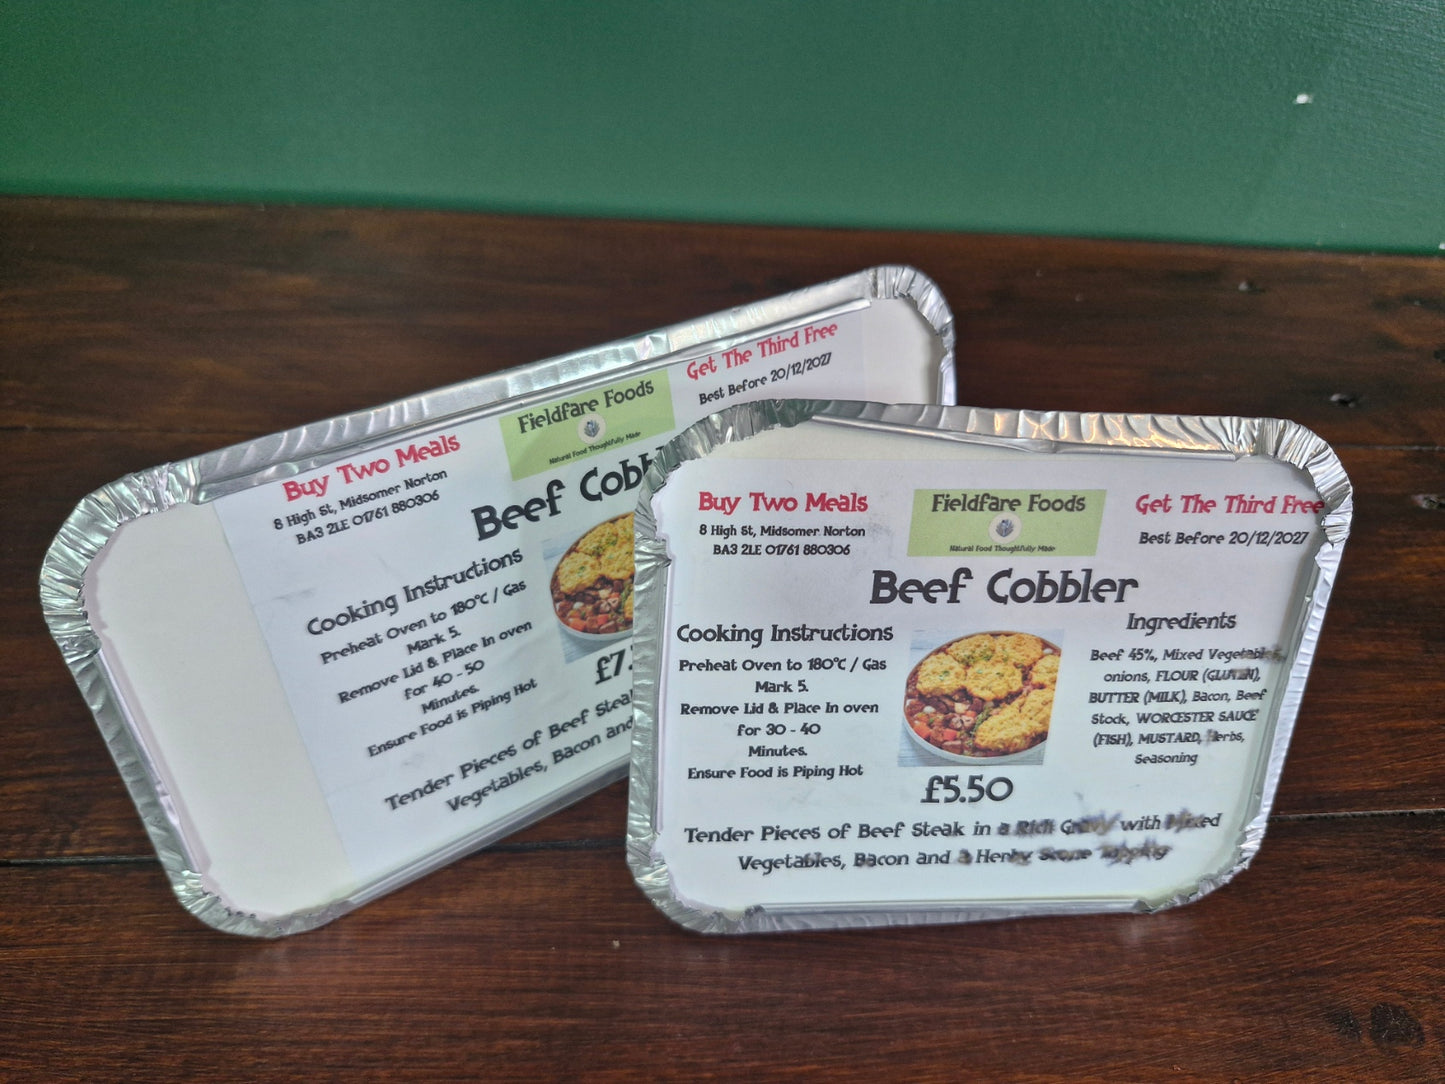 Buy Two Meals
8 High St, Midsomer Norton
BA3 2LE 01761 880306
Fieldfare Foods
Natural Food Thoughtfully Made
Get The Third Free
Best Before 20/12/2027
Beef
Cooking Instructions
Preheat Oven to 180°C / Gas
Mark 5.
Remove Lid & Place In oven
for 40 - 50
Minutes.
Ensure Food is Piping Hot
Tender Pieces of Beef
Vegetables, Bacon and
Buy Two Meals
8 High St, Midsomer Norton
BA3 2LE 01761 880306
Fieldfare Foods
Natural Food Thoughtfully Made
Get The Third Free
Best Before 20/12/2027
Beef Cobbler
Cooking Instructions
Preheat Oven to 180°C / Gas
Mark 5.
Remove Lid & Place In oven
for 30 - 40
Minutes.
Ensure Food is Piping Hot
£5.50
Ingredients
Beef 45%, Mixed Vegetables,
onions, FLOUR (GLUTEN),
BUTTER (MILK), Bacon, Beef
Stock, WORCESTER SAUCE
(FISH), MUSTARD, Herbs,
Seasoning
Tender Pieces of Beef Steak in a Rich Gravy with Mixed
Vegetables, Bacon and a